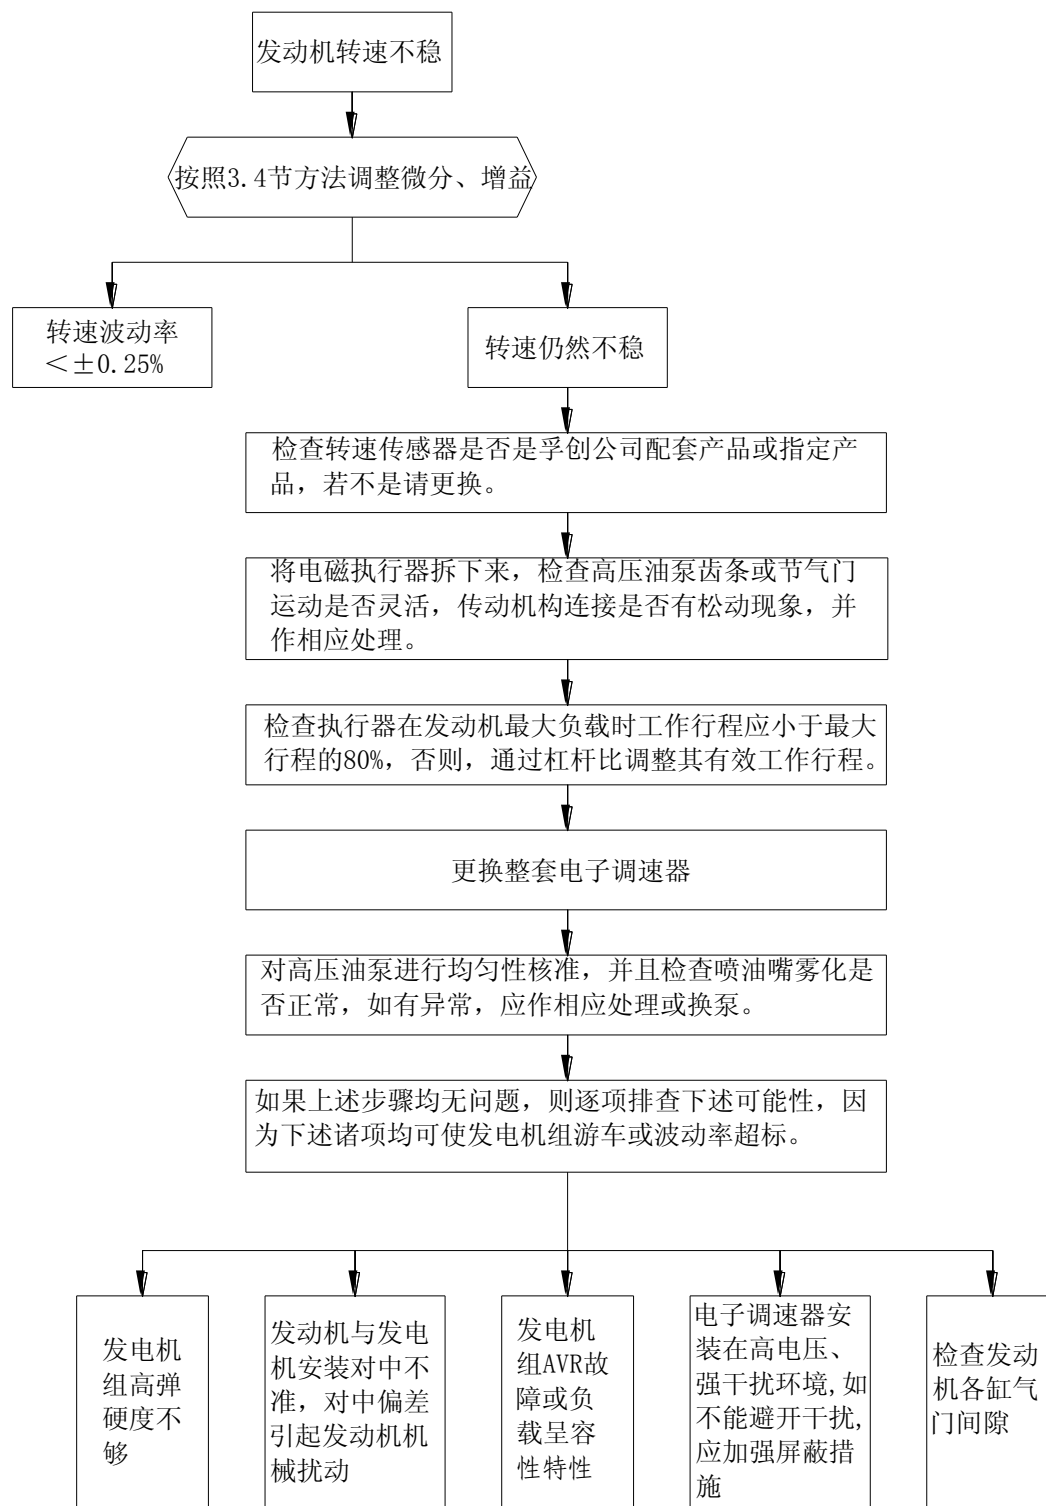 发动机转速不稳
按照3.4节方法调整微分、增益
转速波动率
＜±0.25%
转速仍然不稳
检查转速传感器是否是孚创公司配套产品或指定产
品，若不是请更换。
将电磁执行器拆下来，检查高压油泵齿条或节气门
运动是否灵活，传动机构连接是否有松动现象，并
作相应处理。
检查执行器在发动机最大负载时工作行程应小于最大
行程的80%，否则，通过杠杆比调整其有效工作行程。
更换整套电子调速器
对高压油泵进行均匀性核准，并且检查喷油嘴雾化是
否正常，如有异常，应作相应处理或换泵。
如果上述步骤均无问题，则逐项排查下述可能性，因
为下述诸项均可使发电机组游车或波动率超标。
发电机
组高弹
硬度不
够
发动机与发电
机安装对中不
准，对中偏差
引起发动机机
械扰动
发电机
组AVR故
障或负
载呈容
性特性
电子调速器安
装在高电压、
强干扰环境,如
不能避开干扰,
应加强屏蔽措
施
检查发动
机各缸气
门间隙